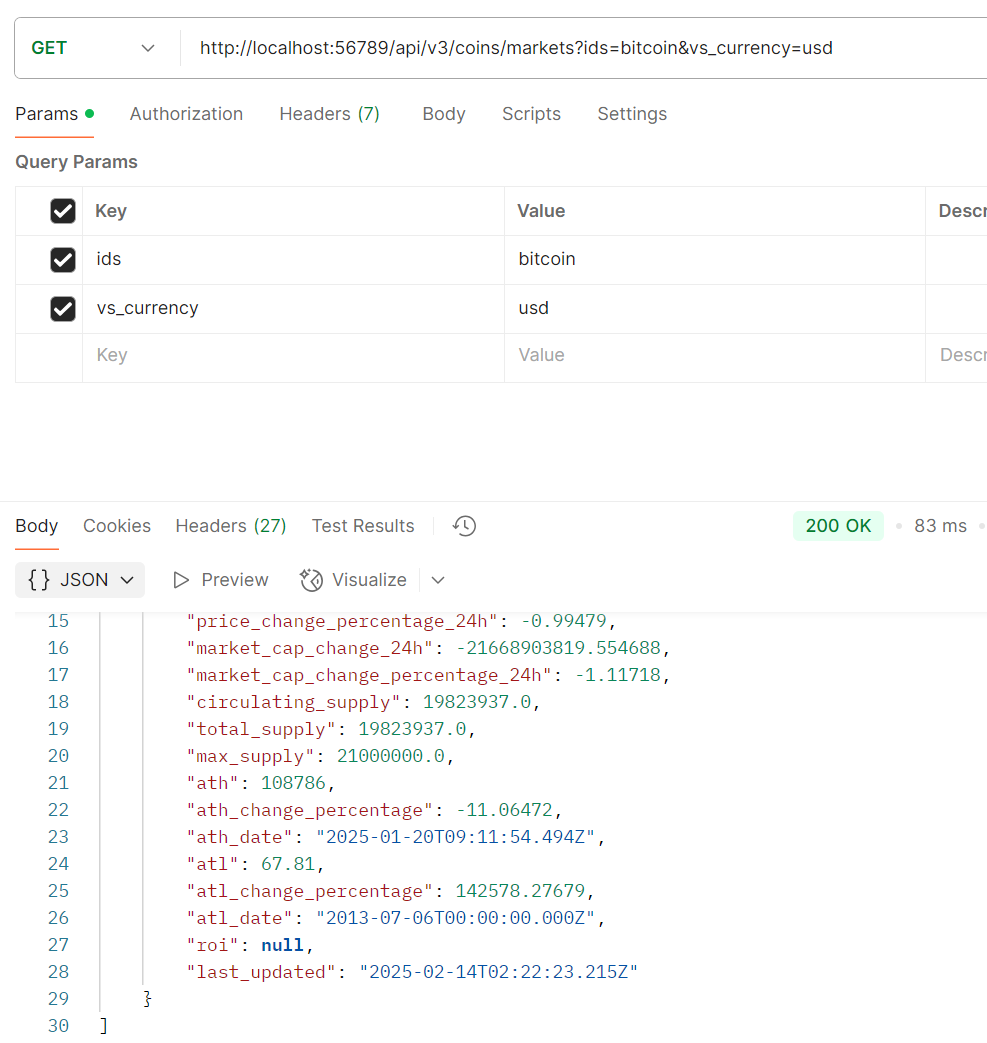 GET http://localhost:56789/api/v3/coins/markets?ids=bitcoin&vs_currency=usd
Params Authorization Headers (7) Body Scripts Settings
Query Params
Key Value Descr
ids bitcoin
vs_currency usd
Key Value Descr
Body Cookies Headers (27) Test Results 200 OK 83 ms
{} JSON Preview Visualize
15 "price_change_percentage_24h": -0.99479,
16 "market_cap_change_24h": -21668903819.554688,
17 "market_cap_change_percentage_24h": -1.11718,
18 "circulating_supply": 19823937.0,
19 "total_supply": 19823937.0,
20 "max_supply": 21000000.0,
21 "ath": 108786,
22 "ath_change_percentage": -11.06472,
23 "ath_date": "2025-01-20T09:11:54.494Z",
24 "atl": 67.81,
25 "atl_change_percentage": 142578.27679,
26 "atl_date": "2013-07-06T00:00:00.000Z",
27 "roi": null,
28 "last_updated": "2025-02-14T02:22:23.215Z"
29 }
30 ]